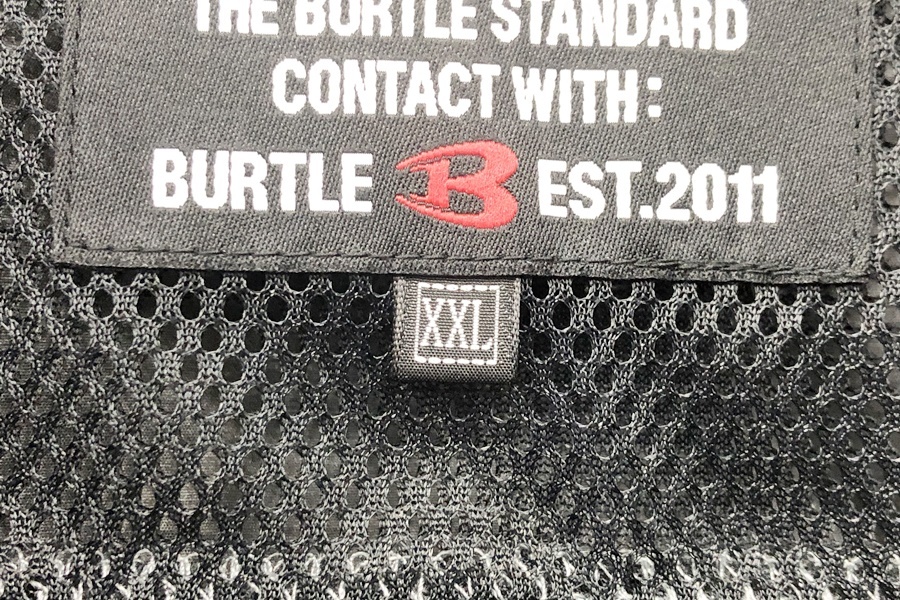 THE BURTLE STANDARD
CONTACT WITH:
BURTLE B EST.2011
XXL